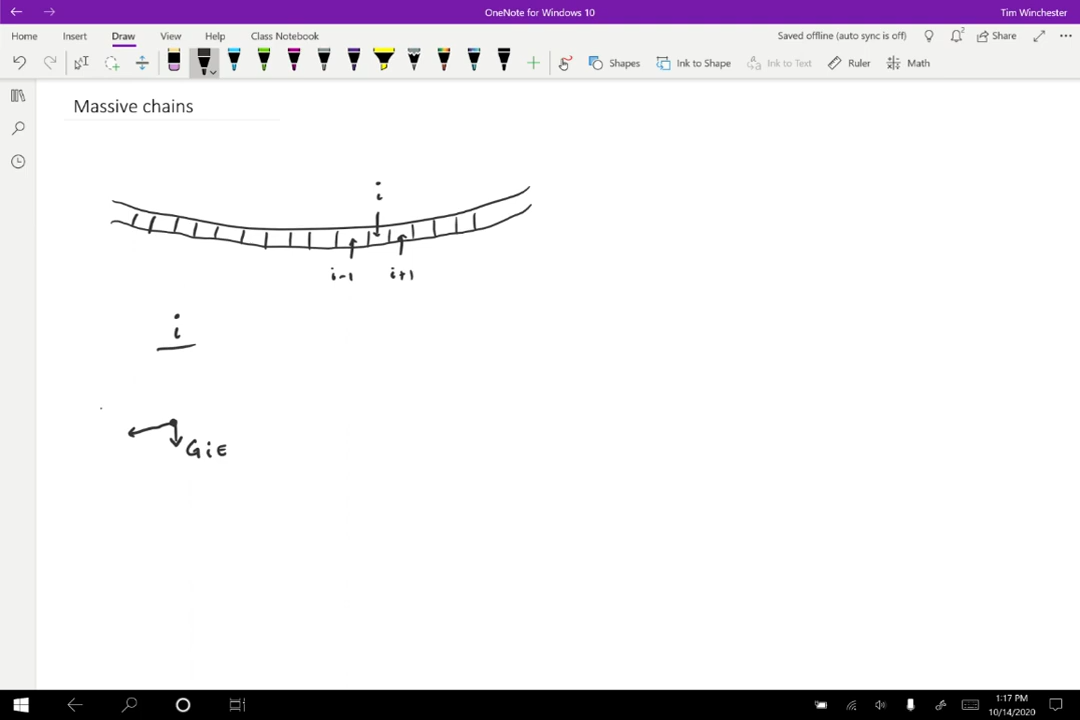 OneNote for Windows 10
Tim Winchester
Home Insert Draw View Help Class Notebook
Saved offline (auto sync is off) Share
Shapes Ink to Shape Ink to Text Ruler Math
Massive chains
i
i-1 i+1
i
GiE
1:17 PM
10/14/2020